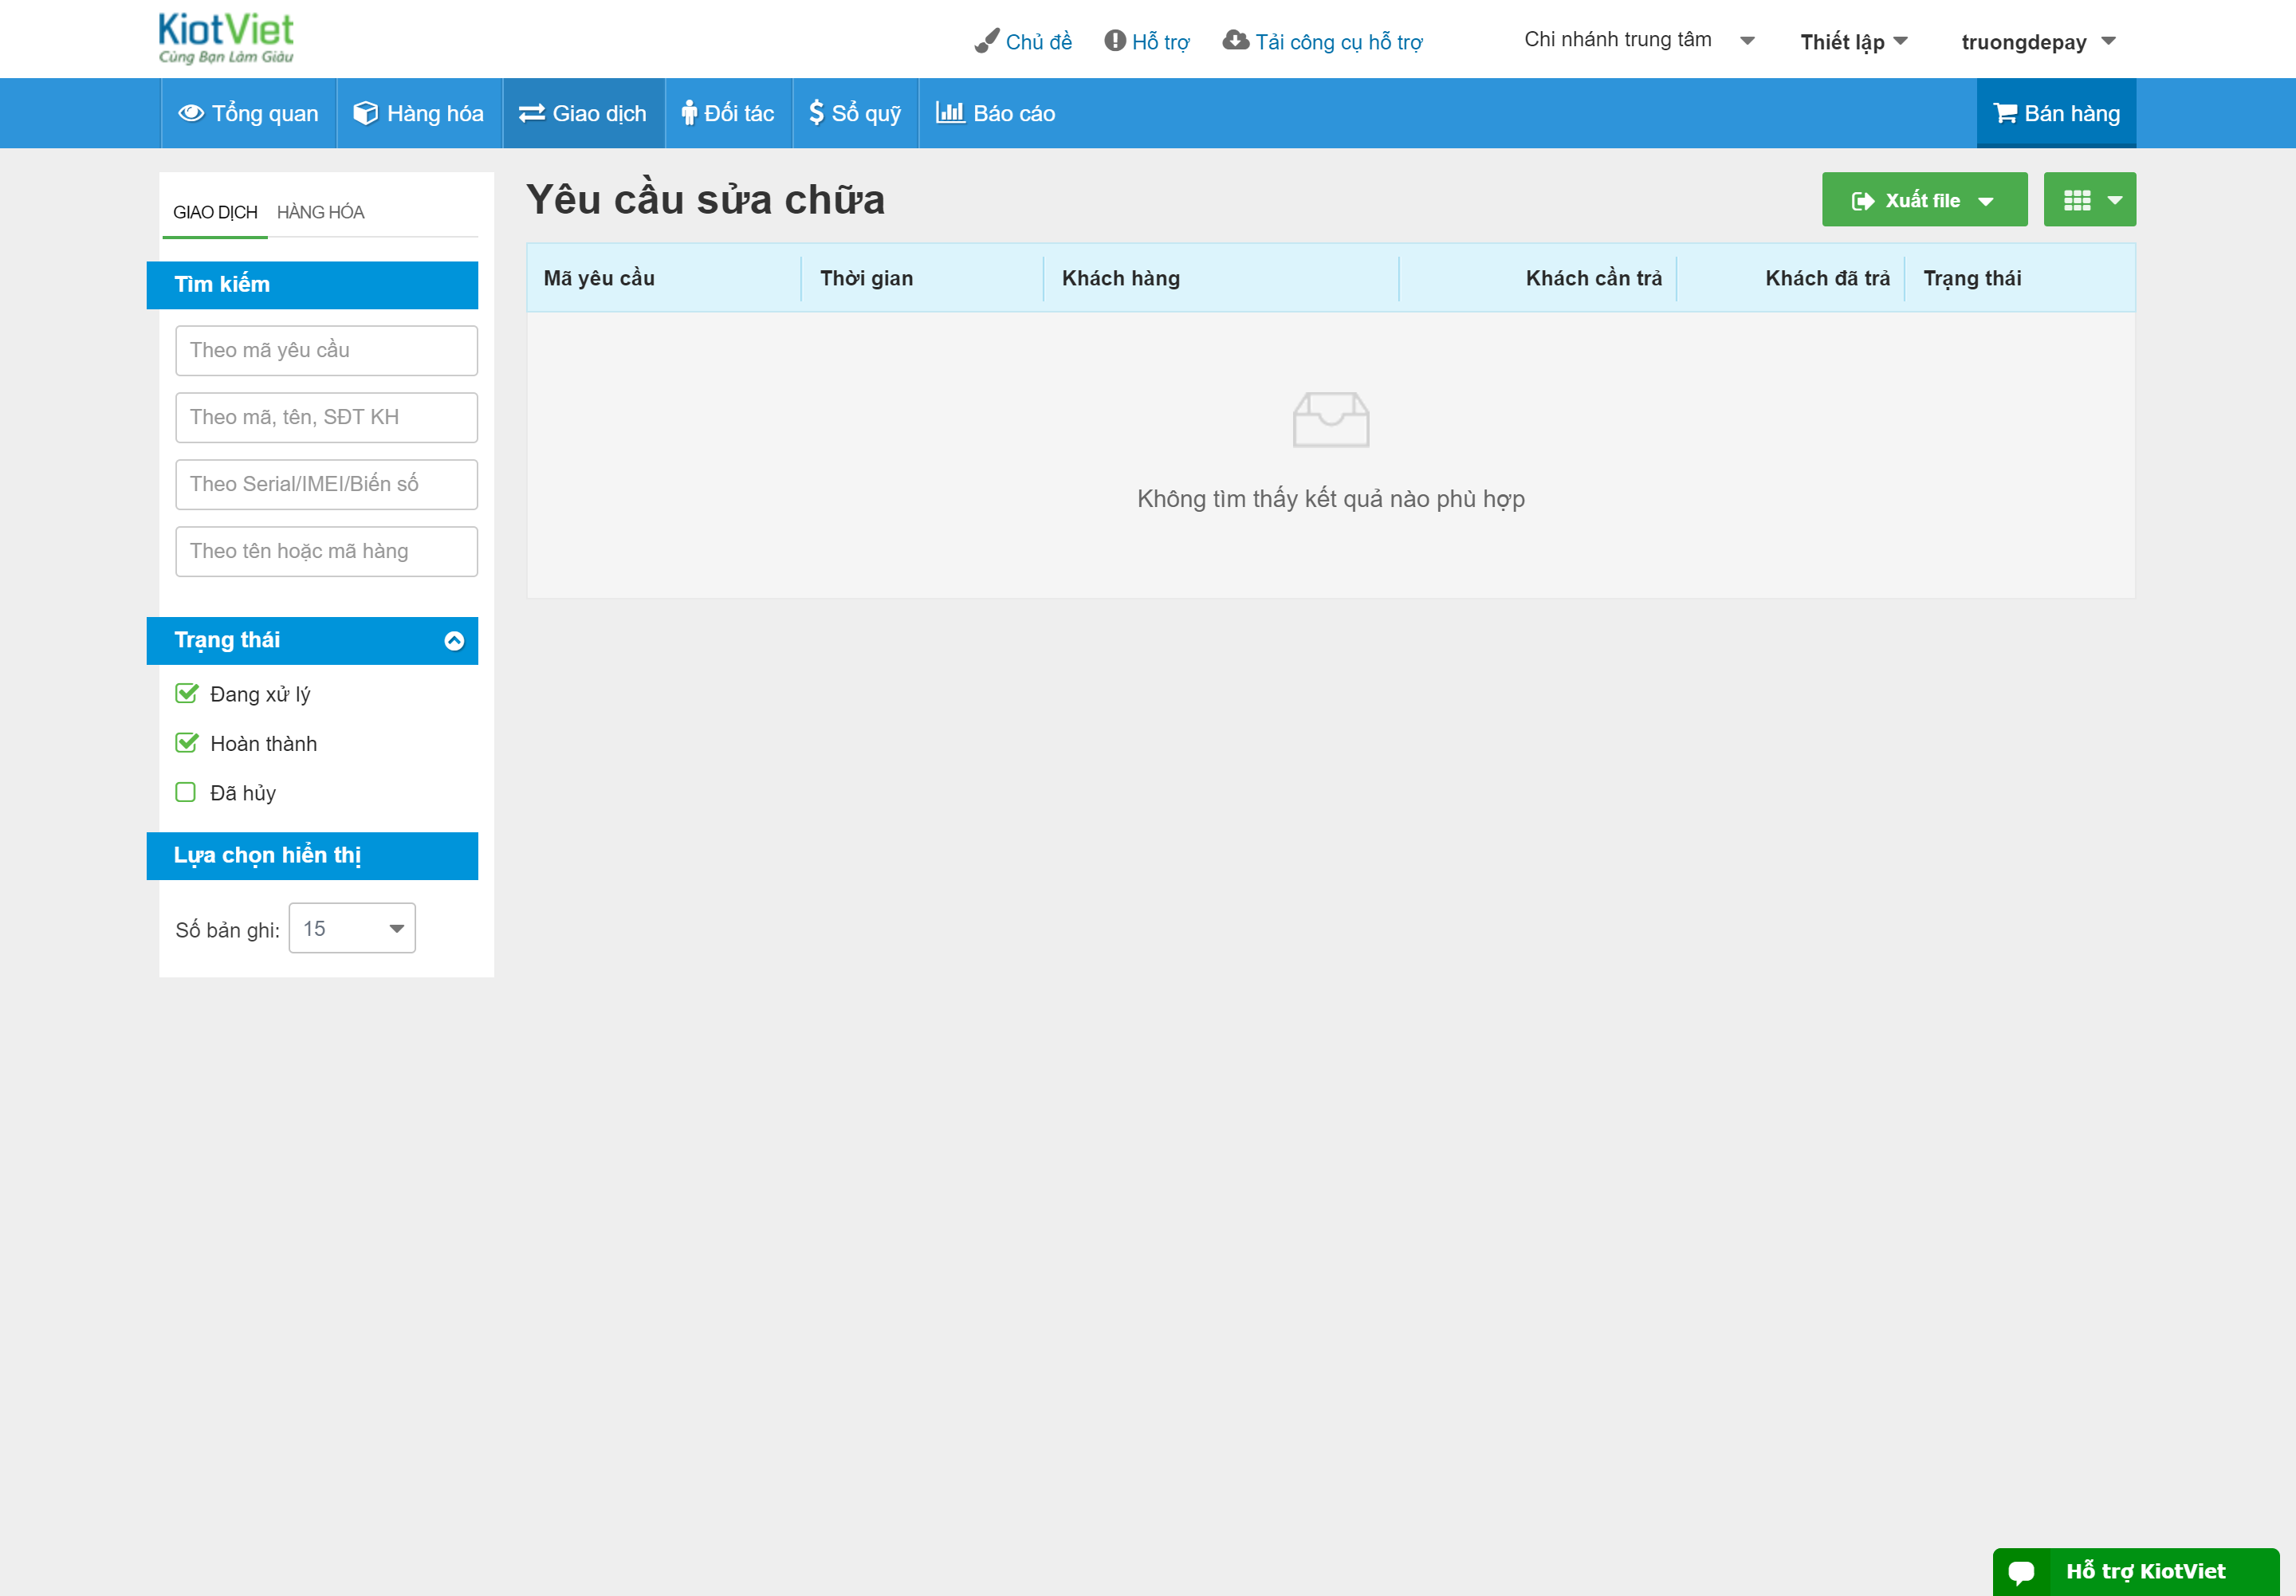 KiotViet
Cùng Bạn Làm Giàu
Chủ đề
Hỗ trợ
Tải công cụ hỗ trợ
Chi nhánh trung tâm
Thiết lập
truongdepay
Tổng quan
Hàng hóa
Giao dịch
Đối tác
Sổ quỹ
Báo cáo
Bán hàng
GIAO DỊCH
HÀNG HÓA
Tìm kiếm
Theo mã yêu cầu
Theo mã, tên, SĐT KH
Theo Serial/IMEI/Biển số
Theo tên hoặc mã hàng
Trạng thái
Đang xử lý
Hoàn thành
Đã hủy
Lựa chọn hiển thị
Số bản ghi: 15
Yêu cầu sửa chữa
Xuất file
Mã yêu cầu
Thời gian
Khách hàng
Khách cần trả
Khách đã trả
Trạng thái
Không tìm thấy kết quả nào phù hợp
Hỗ trợ KiotViet